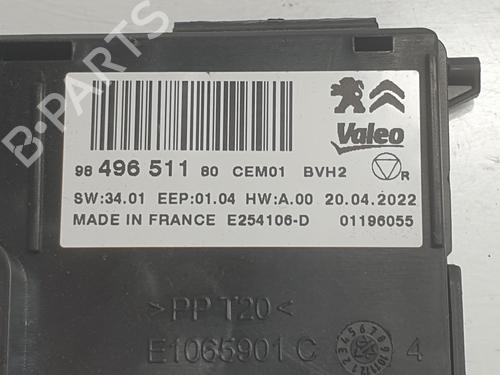 B-PARTS
Valeo
98 496 511 80 CEM01 BVH2
R
SW:34.01 EEP:01.04 HW:A.00 20.04.2022
MADE IN FRANCE E254106-D 01196055
>PP T20<
E1065901 C 4